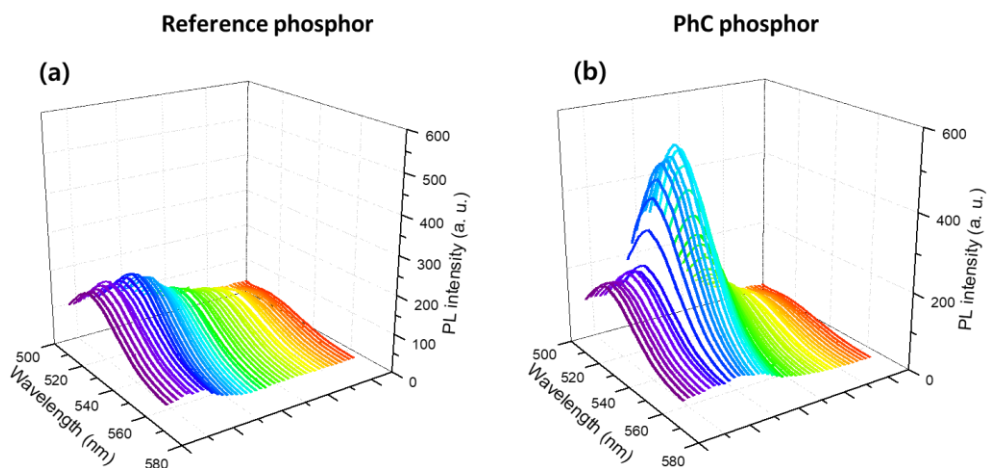 Reference phosphor
PhC phosphor
(a)
(b)
600
500
400
300
200
100
0
PL intensity (a. u.)
500
520
540
560
580
Wavelength (nm)
600
400
200
0
PL intensity (a. u.)
500
520
540
560
580
Wavelength (nm)